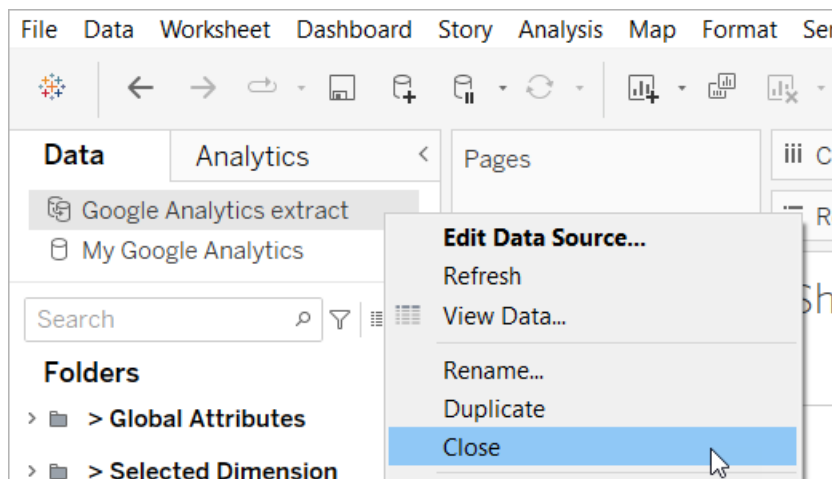 File Data Worksheet Dashboard Story Analysis Map Format
Data Analytics
Pages
Google Analytics extract
My Google Analytics
Edit Data Source...
Refresh
View Data...
Search
Rename...
Folders
Duplicate
> Global Attributes
Close
> Selected Dimension